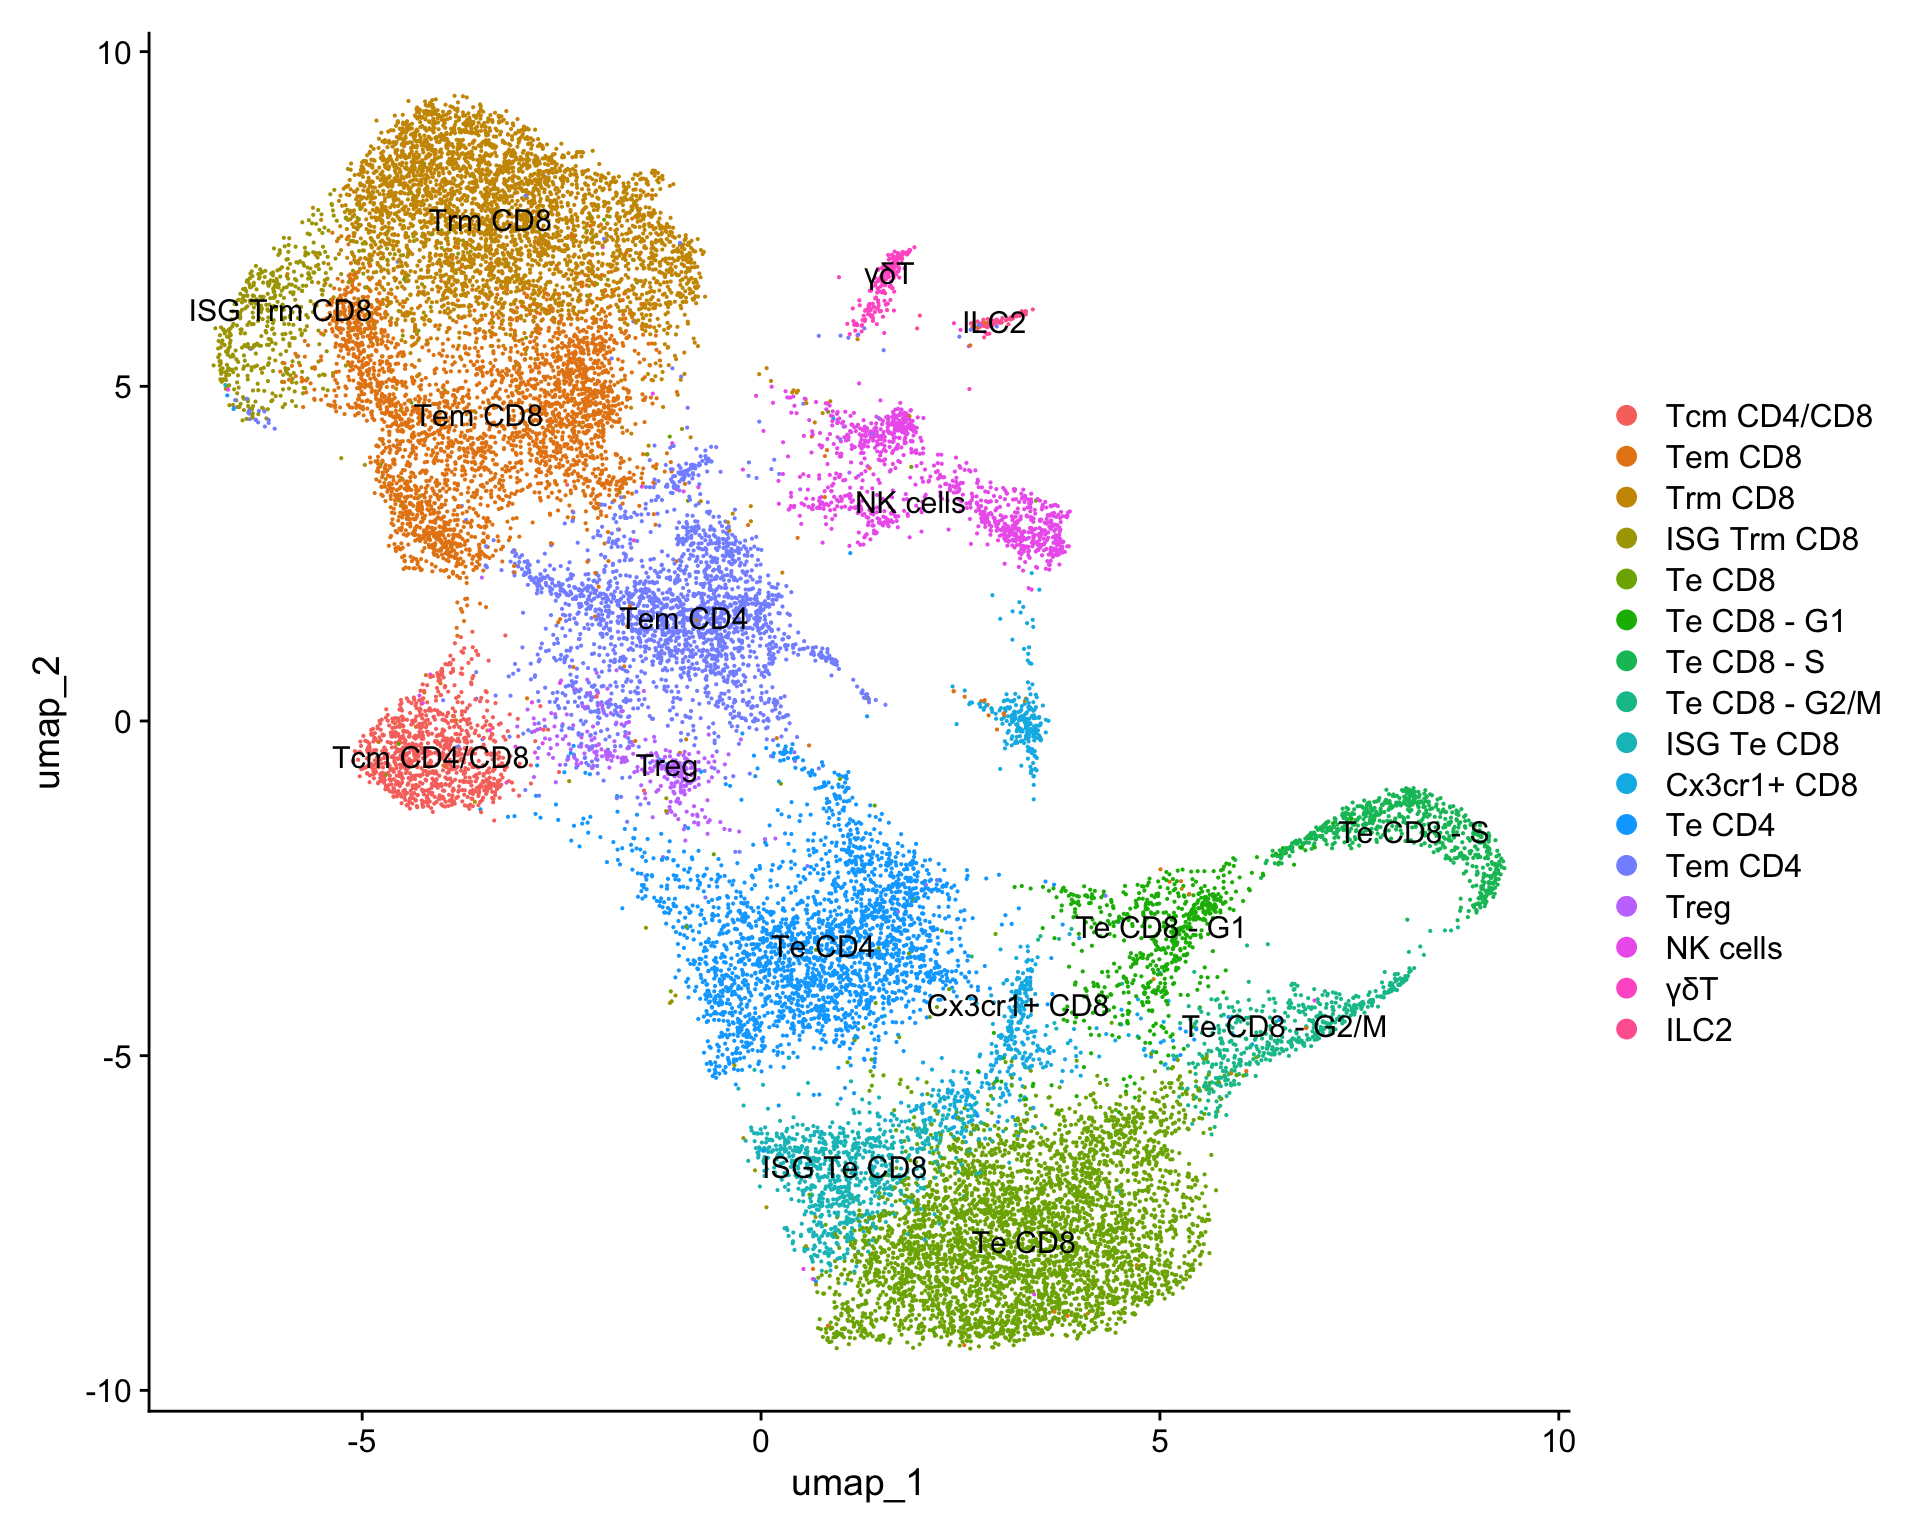 10
5
0
-5
-10
umap_2
-5
0
5
10
umap_1
Trm CD8
γδT
ISG Trm CD8
ILC2
Tem CD8
NK cells
Tem CD4
Tcm CD4/CD8
Treg
Te CD8 - S
Te CD8 - G1
Te CD4
Cx3cr1+ CD8
Te CD8 - G2/M
ISG Te CD8
Te CD8
Tcm CD4/CD8
Tem CD8
Trm CD8
ISG Trm CD8
Te CD8
Te CD8 - G1
Te CD8 - S
Te CD8 - G2/M
ISG Te CD8
Cx3cr1+ CD8
Te CD4
Tem CD4
Treg
NK cells
γδT
ILC2